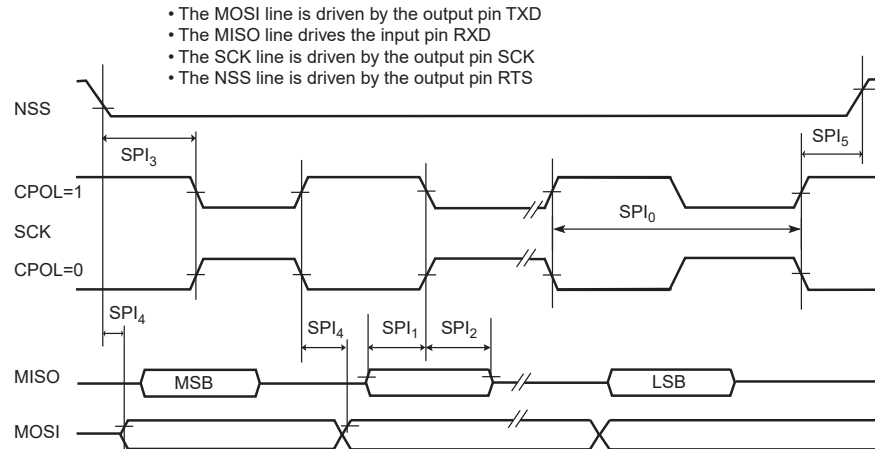 • The MOSI line is driven by the output pin TXD
• The MISO line drives the input pin RXD
• The SCK line is driven by the output pin SCK
• The NSS line is driven by the output pin RTS
NSS
SPI3
SPI5
CPOL=1
SCK
SPI0
CPOL=0
SPI4
SPI4
SPI1
SPI2
MISO
MSB
LSB
MOSI